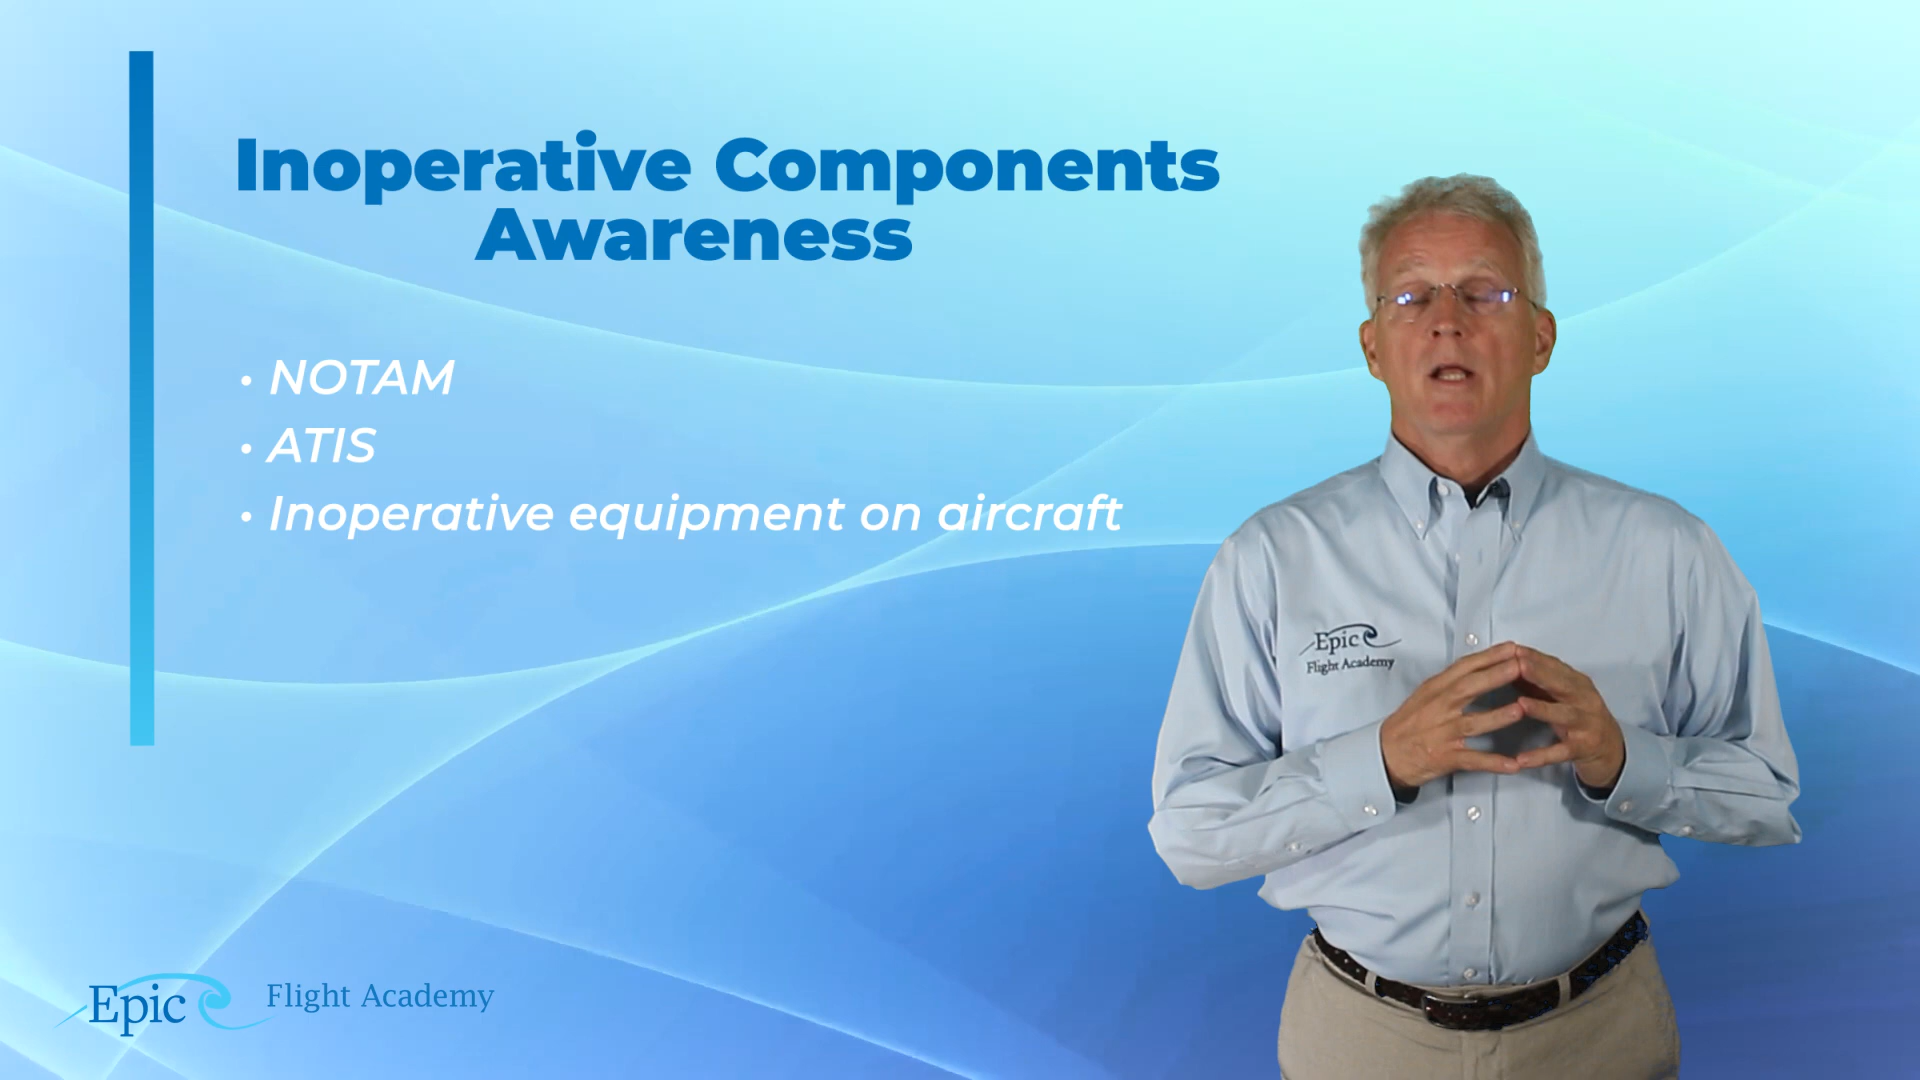 Inoperative Components
Awareness
• NOTAM
• ATIS
• Inoperative equipment on aircraft
Epic
Flight Academy
Epic Flight Academy